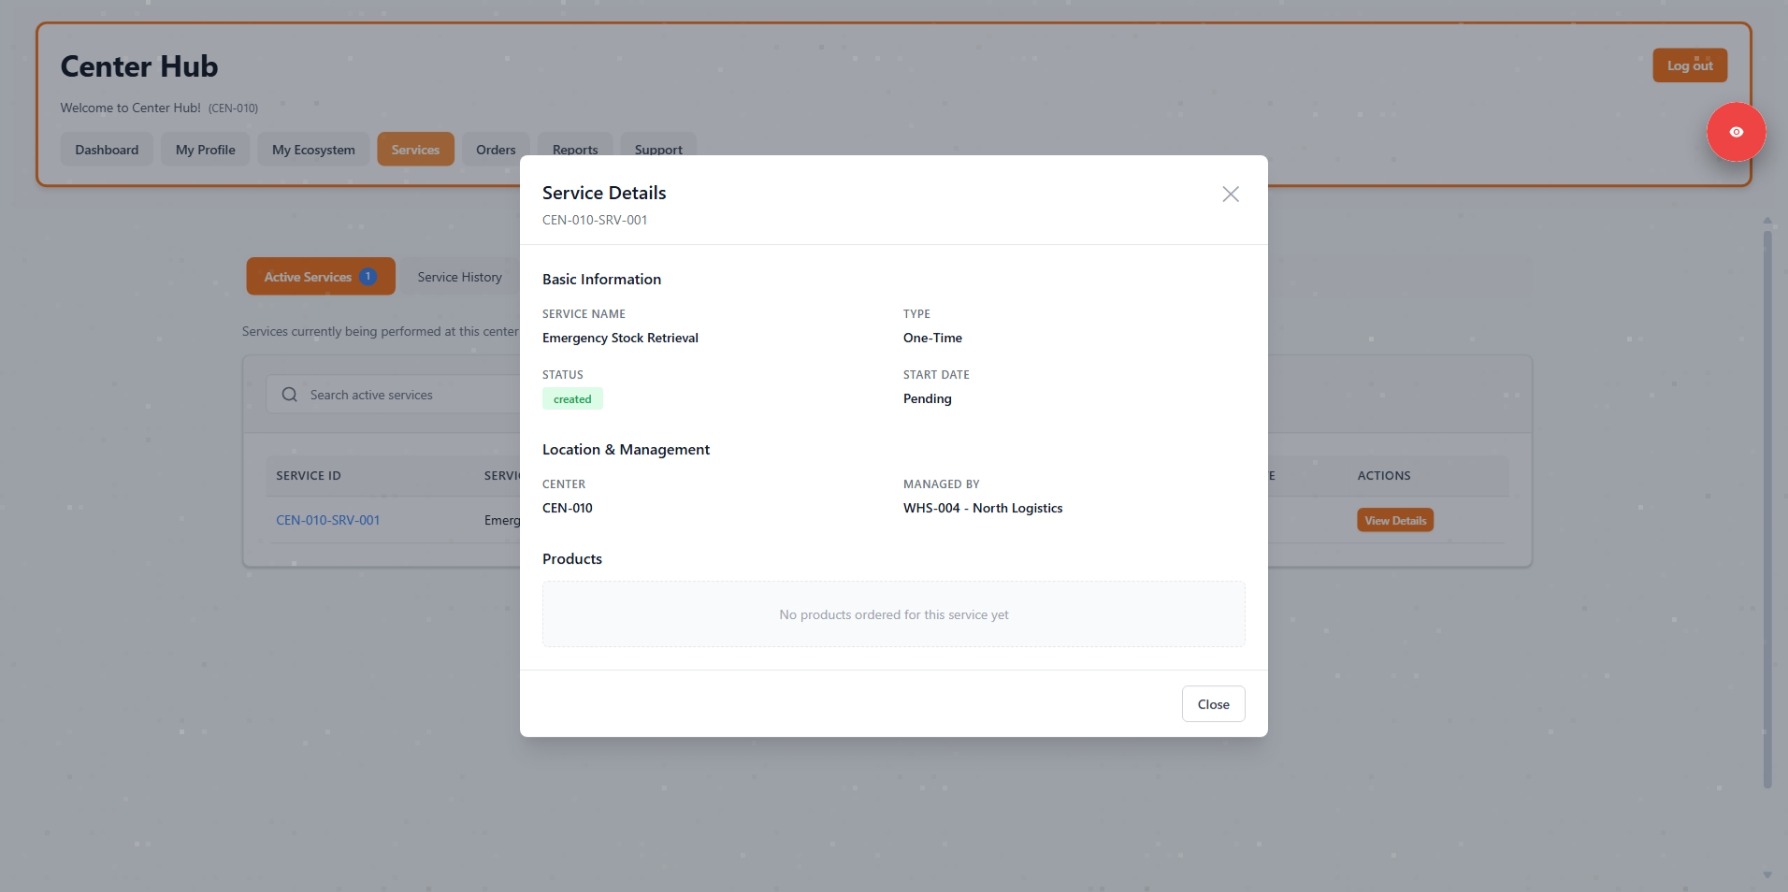 Center Hub
Log out
Welcome to Center Hub! (CEN-010)
Dashboard
My Profile
My Ecosystem
Services
Orders
Reports
Support
Service Details
CEN-010-SRV-001
Active Services 1
Service History
Basic Information
SERVICE NAME
TYPE
Emergency Stock Retrieval
One-Time
Services currently being performed at this center
STATUS
START DATE
created
Pending
Search active services
Location & Management
SERVICE ID
ACTIONS
CENTER
MANAGED BY
CEN-010
WHS-004 - North Logistics
CEN-010-SRV-001
View Details
Products
No products ordered for this service yet
Close